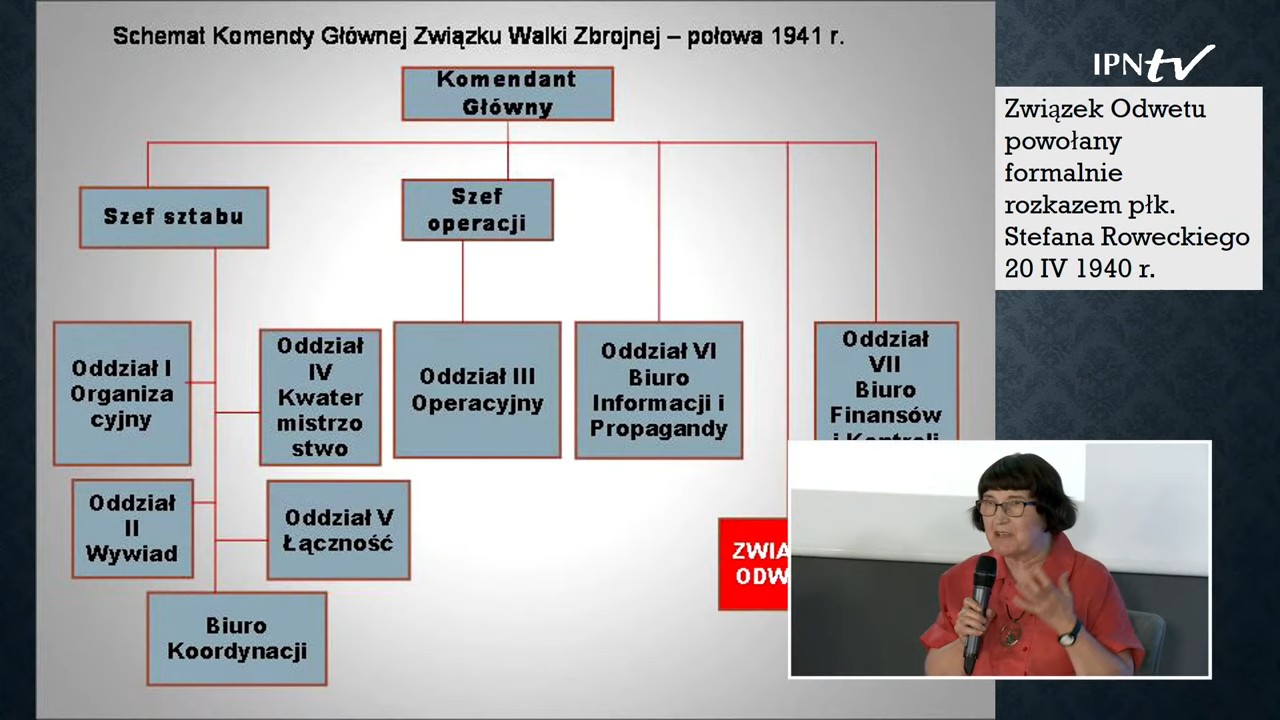 Schemat Komendy Głównej Związku Walki Zbrojnej – połowa 1941 r.
IPNtv
Komendant
Główny
Związek Odwetu
powołany
formalnie
rozkazem płk.
Stefana Roweckiego
20 IV 1940 r.
Szef sztabu
Szef
operacji
Oddział I
Organiza
cyjny
Oddział
IV
Kwater
mistrzo
stwo
Oddział III
Operacyjny
Oddział VI
Biuro
Informacji i
Propagandy
Oddział
VII
Biuro
Finansów
i Kontroli
Oddział
II
Wywiad
Oddział V
Łączność
Biuro
Koordynacji